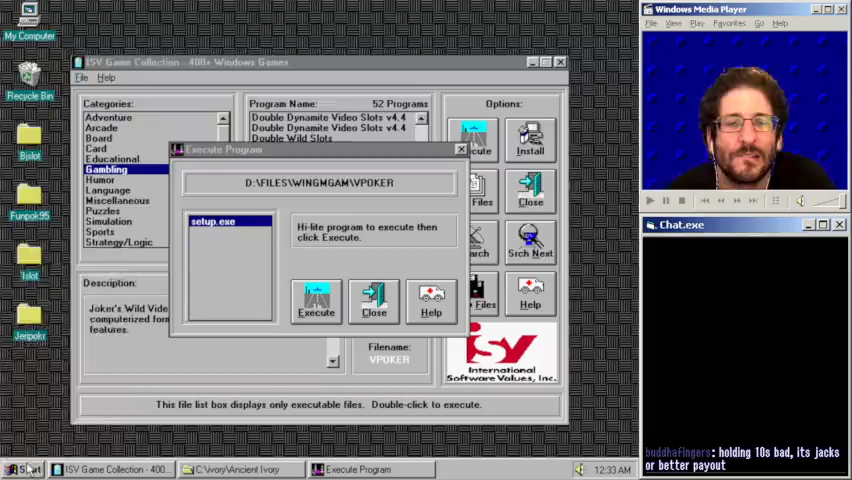 My Computer
Recycle Bin
Bjslot
Funpok95
Islot
Jeripokr
ISV Game Collection - 400+ Windows Games
File Help
Categories:
Adventure
Arcade
Board
Card
Educational
Gambling
Humor
Language
Miscellaneous
Puzzles
Simulation
Sports
Strategy/Logic
Program Name: 52 Programs
Double Dynamite Video Slots v4.4
Double Dynamite Video Slots v4.4
Double Wild Slots
Options:
Install
Files
Close
Srch Next
Files
Help
Execute Program
D:\FILES\WINGMGAM\VPOKER
setup.exe
Hi-lite program to execute then
click Execute.
Execute
Close
Help
Description:
Joker's Wild Vide
computerized form
features.
Filename:
VPOKER
ISV
International
Software Values, Inc.
This file list box displays only executable files. Double-click to execute.
Start
ISV Game Collection - 400...
C:\ivory\Ancient Ivory
Execute Program
12:33 AM
Windows Media Player
File View Play Favorites Go Help
Chat.exe
buddhafingers: holding 10s bad, its jacks
or better payout